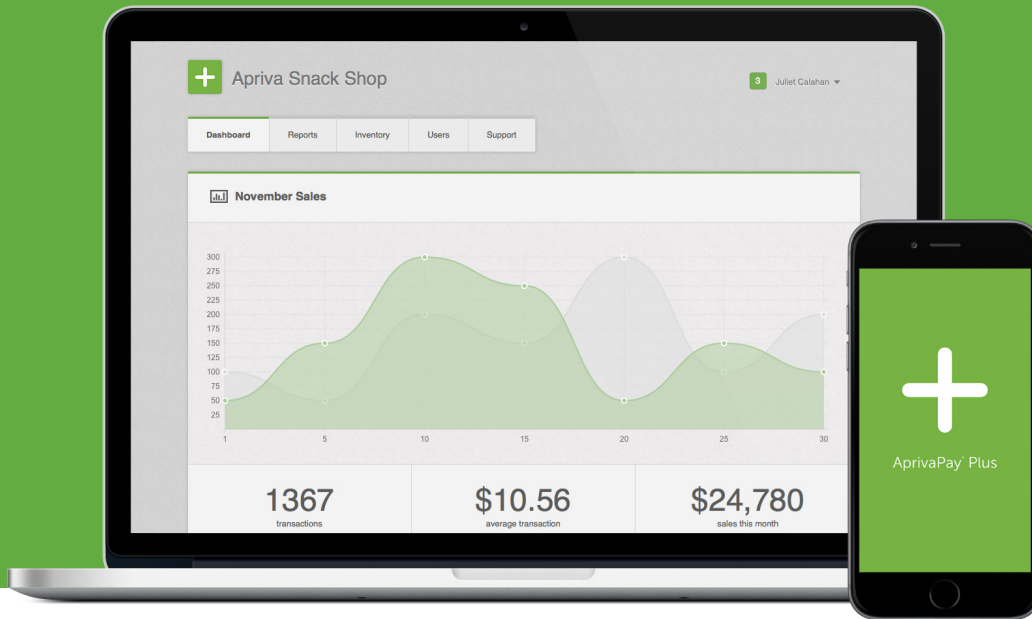 Apriva Snack Shop
3 Juliet Calahan
Dashboard Reports Inventory Users Support
November Sales
300
275
250
225
200
175
150
125
100
75
50
25
1 5 10 15 20 25 30
1367 $10.56 $24,780
transactions average transaction sales this month
AprivaPay+ Plus